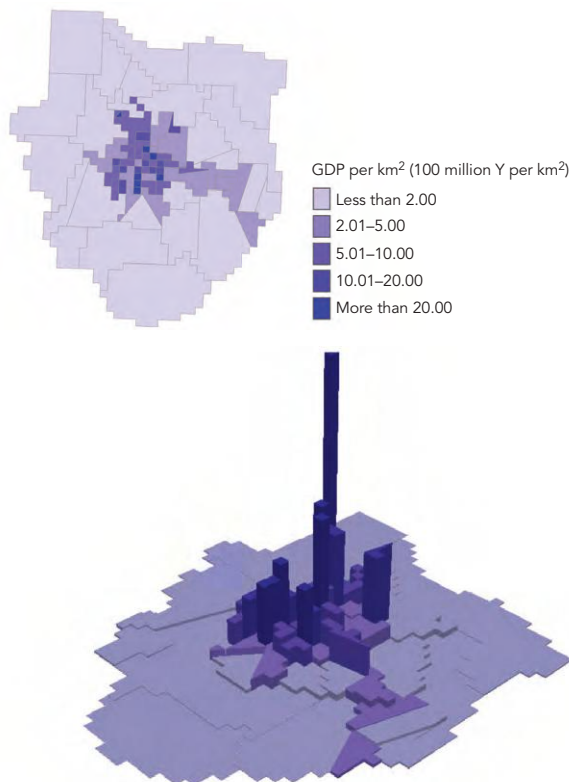 GDP per km² (100 million Y per km²)
Less than 2.00
2.01–5.00
5.01–10.00
10.01–20.00
More than 20.00